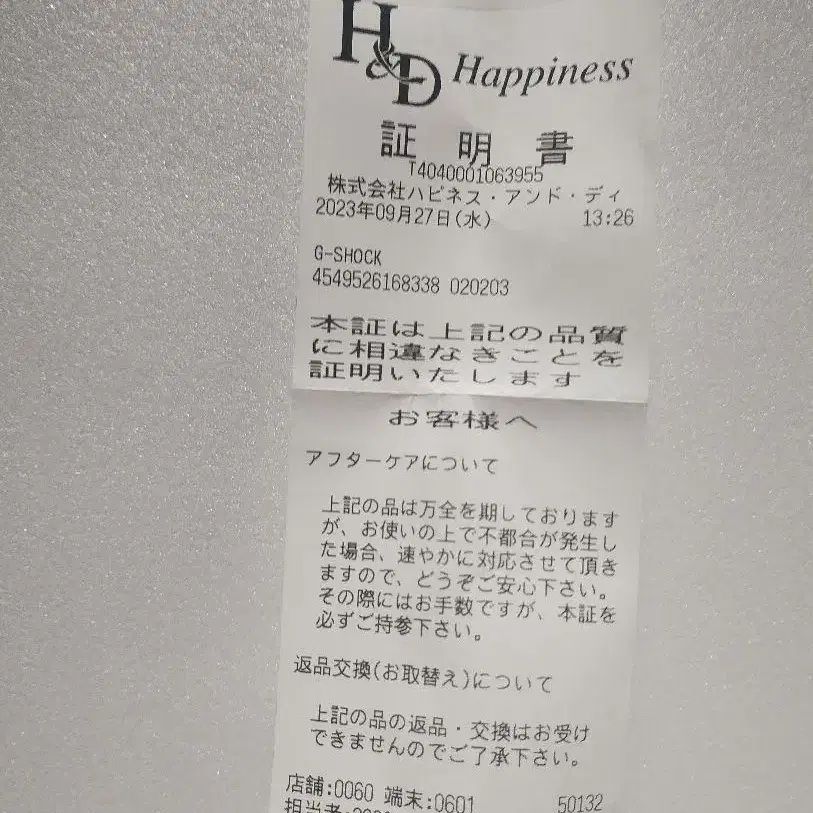 H&D Happiness
証明書
T4040001063955
株式会社ハピネス・アンド・ディ
2023年09月27日(水) 13:26
G-SHOCK
4549526168338 020203
本証は上記の品質
に相違なきことを
証明いたします
お客様へ
アフターケアについて
上記の品は万全を期しております
が、お使いの上で不都合が発生し
た場合、速やかに対応させて頂き
ますので、どうぞご安心下さい。
その際にはお手数ですが、本証を
必ずご持参下さい。
返品交換(お取替え)について
上記の品の返品・交換はお受け
できませんのでご了承下さい。
店舗:0060 端末:0601 50132
担当者: